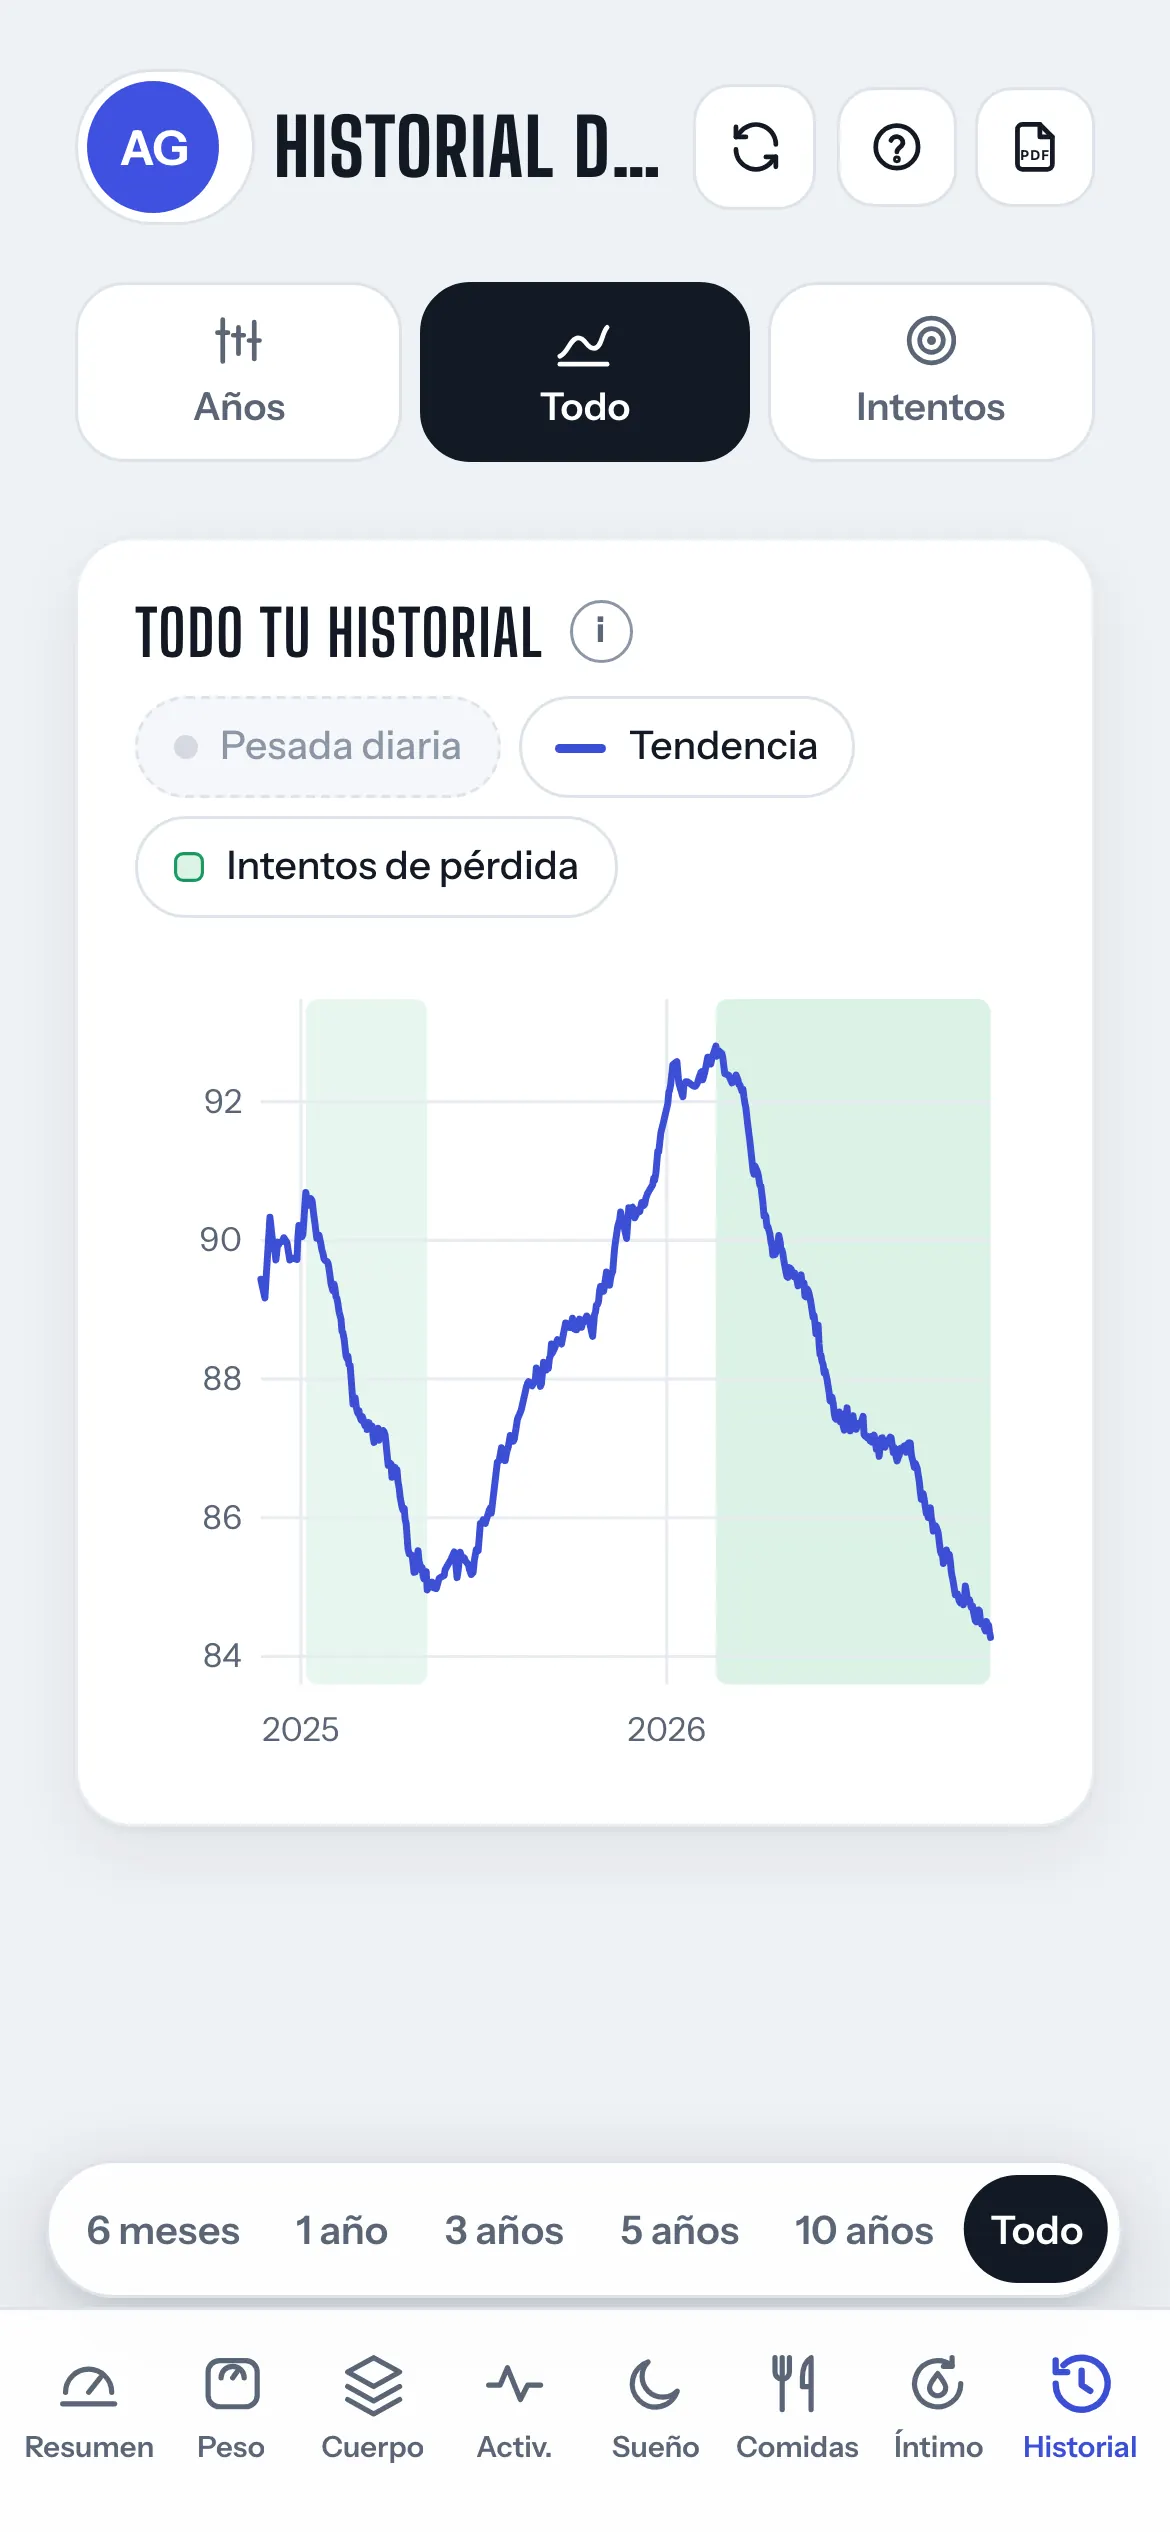 AG
HISTORIAL D...
PDF
Años
Todo
Intentos
TODO TU HISTORIAL
i
Pesada diaria
Tendencia
Intentos de pérdida
92
90
88
86
84
2025
2026
6 meses
1 año
3 años
5 años
10 años
Todo
Resumen
Peso
Cuerpo
Activ.
Sueño
Comidas
Íntimo
Historial